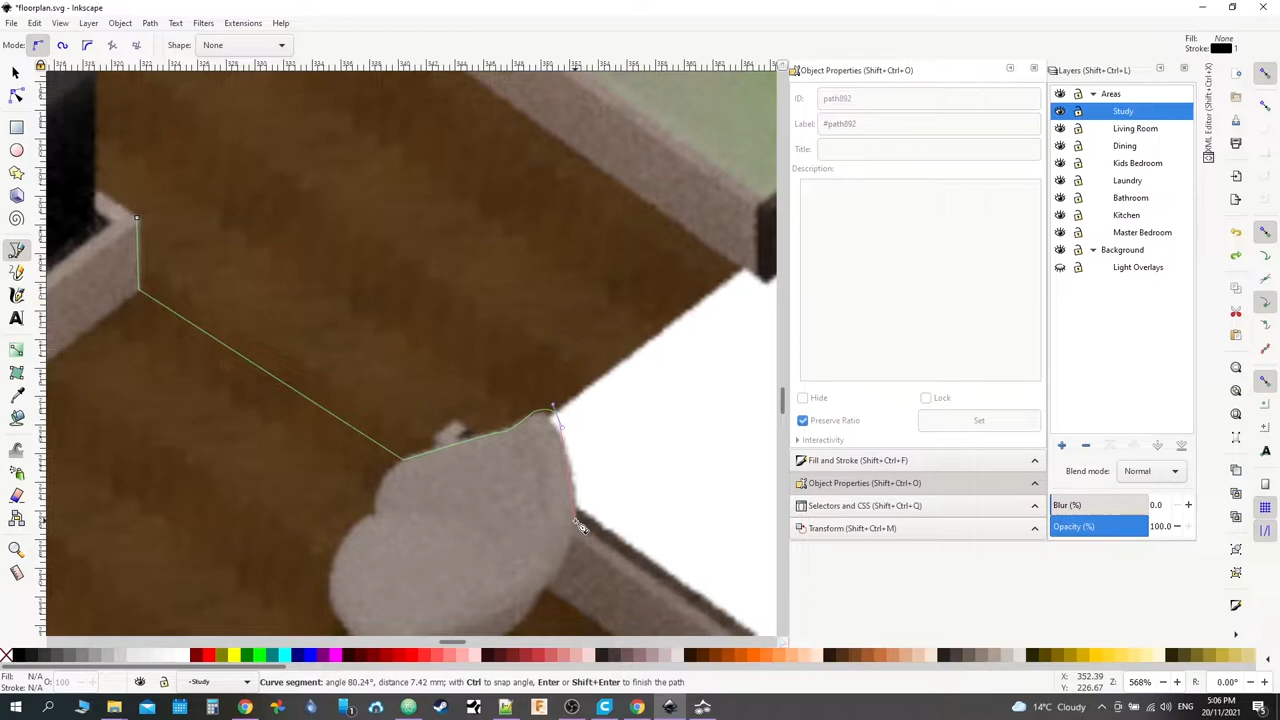 *floorplan.svg - Inkscape
File Edit View Layer Object Path Text Filters Extensions Help
Mode: Shape: None
Fill: None
Stroke: 1
Object Properties (Shift+Ctrl+O)
ID: path892
Label: #path892
Title:
Description:
Hide Lock
Preserve Ratio Set
Interactivity
Fill and Stroke (Shift+Ctrl+F)
Object Properties (Shift+Ctrl+O)
Selectors and CSS (Shift+Ctrl+Q)
Transform (Shift+Ctrl+M)
Layers (Shift+Ctrl+L)
Areas
Study
Living Room
Dining
Kids Bedroom
Laundry
Bathroom
Kitchen
Master Bedroom
Background
Light Overlays
Blend mode: Normal
Blur (%) 0.0
Opacity (%) 100.0
XML Editor (Shift+Ctrl+X)
Fill: N/A
Stroke: N/A
O: 100
Study
Curve segment: angle 80.24°, distance 7.42 mm; with Ctrl to snap angle, Enter or Shift+Enter to finish the path
X: 352.39
Y: 226.67
Z: 568%
R: 0.00°
14°C Cloudy
ENG
5:06 PM
20/11/2021